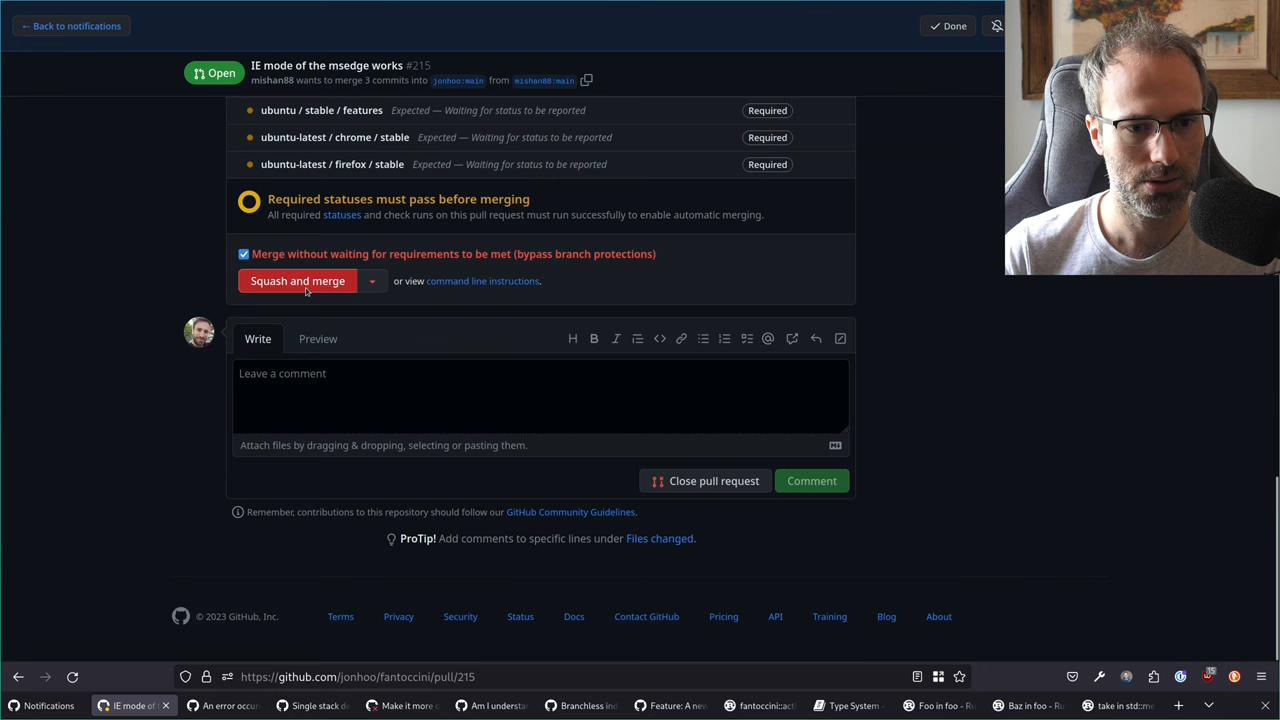 ← Back to notifications
Done
Open
IE mode of the msedge works #215
mishan88 wants to merge 3 commits into jonhoo:main from mishan88:main
ubuntu / stable / features Expected — Waiting for status to be reported Required
ubuntu-latest / chrome / stable Expected — Waiting for status to be reported Required
ubuntu-latest / firefox / stable Expected — Waiting for status to be reported Required
Required statuses must pass before merging
All required statuses and check runs on this pull request must run successfully to enable automatic merging.
Merge without waiting for requirements to be met (bypass branch protections)
Squash and merge or view command line instructions.
Write Preview
Leave a comment
Attach files by dragging & dropping, selecting or pasting them.
Close pull request Comment
Remember, contributions to this repository should follow our GitHub Community Guidelines.
ProTip! Add comments to specific lines under Files changed.
© 2023 GitHub, Inc. Terms Privacy Security Status Docs Contact GitHub Pricing API Training Blog About
https://github.com/jonhoo/fantoccini/pull/215
15
Notifications IE mode of t An error occur Single stack de Make it more Am I understa Branchless ind Feature: A new fantoccini::acti Type System - Foo in foo - Ru Baz in foo - Ru take in std::me